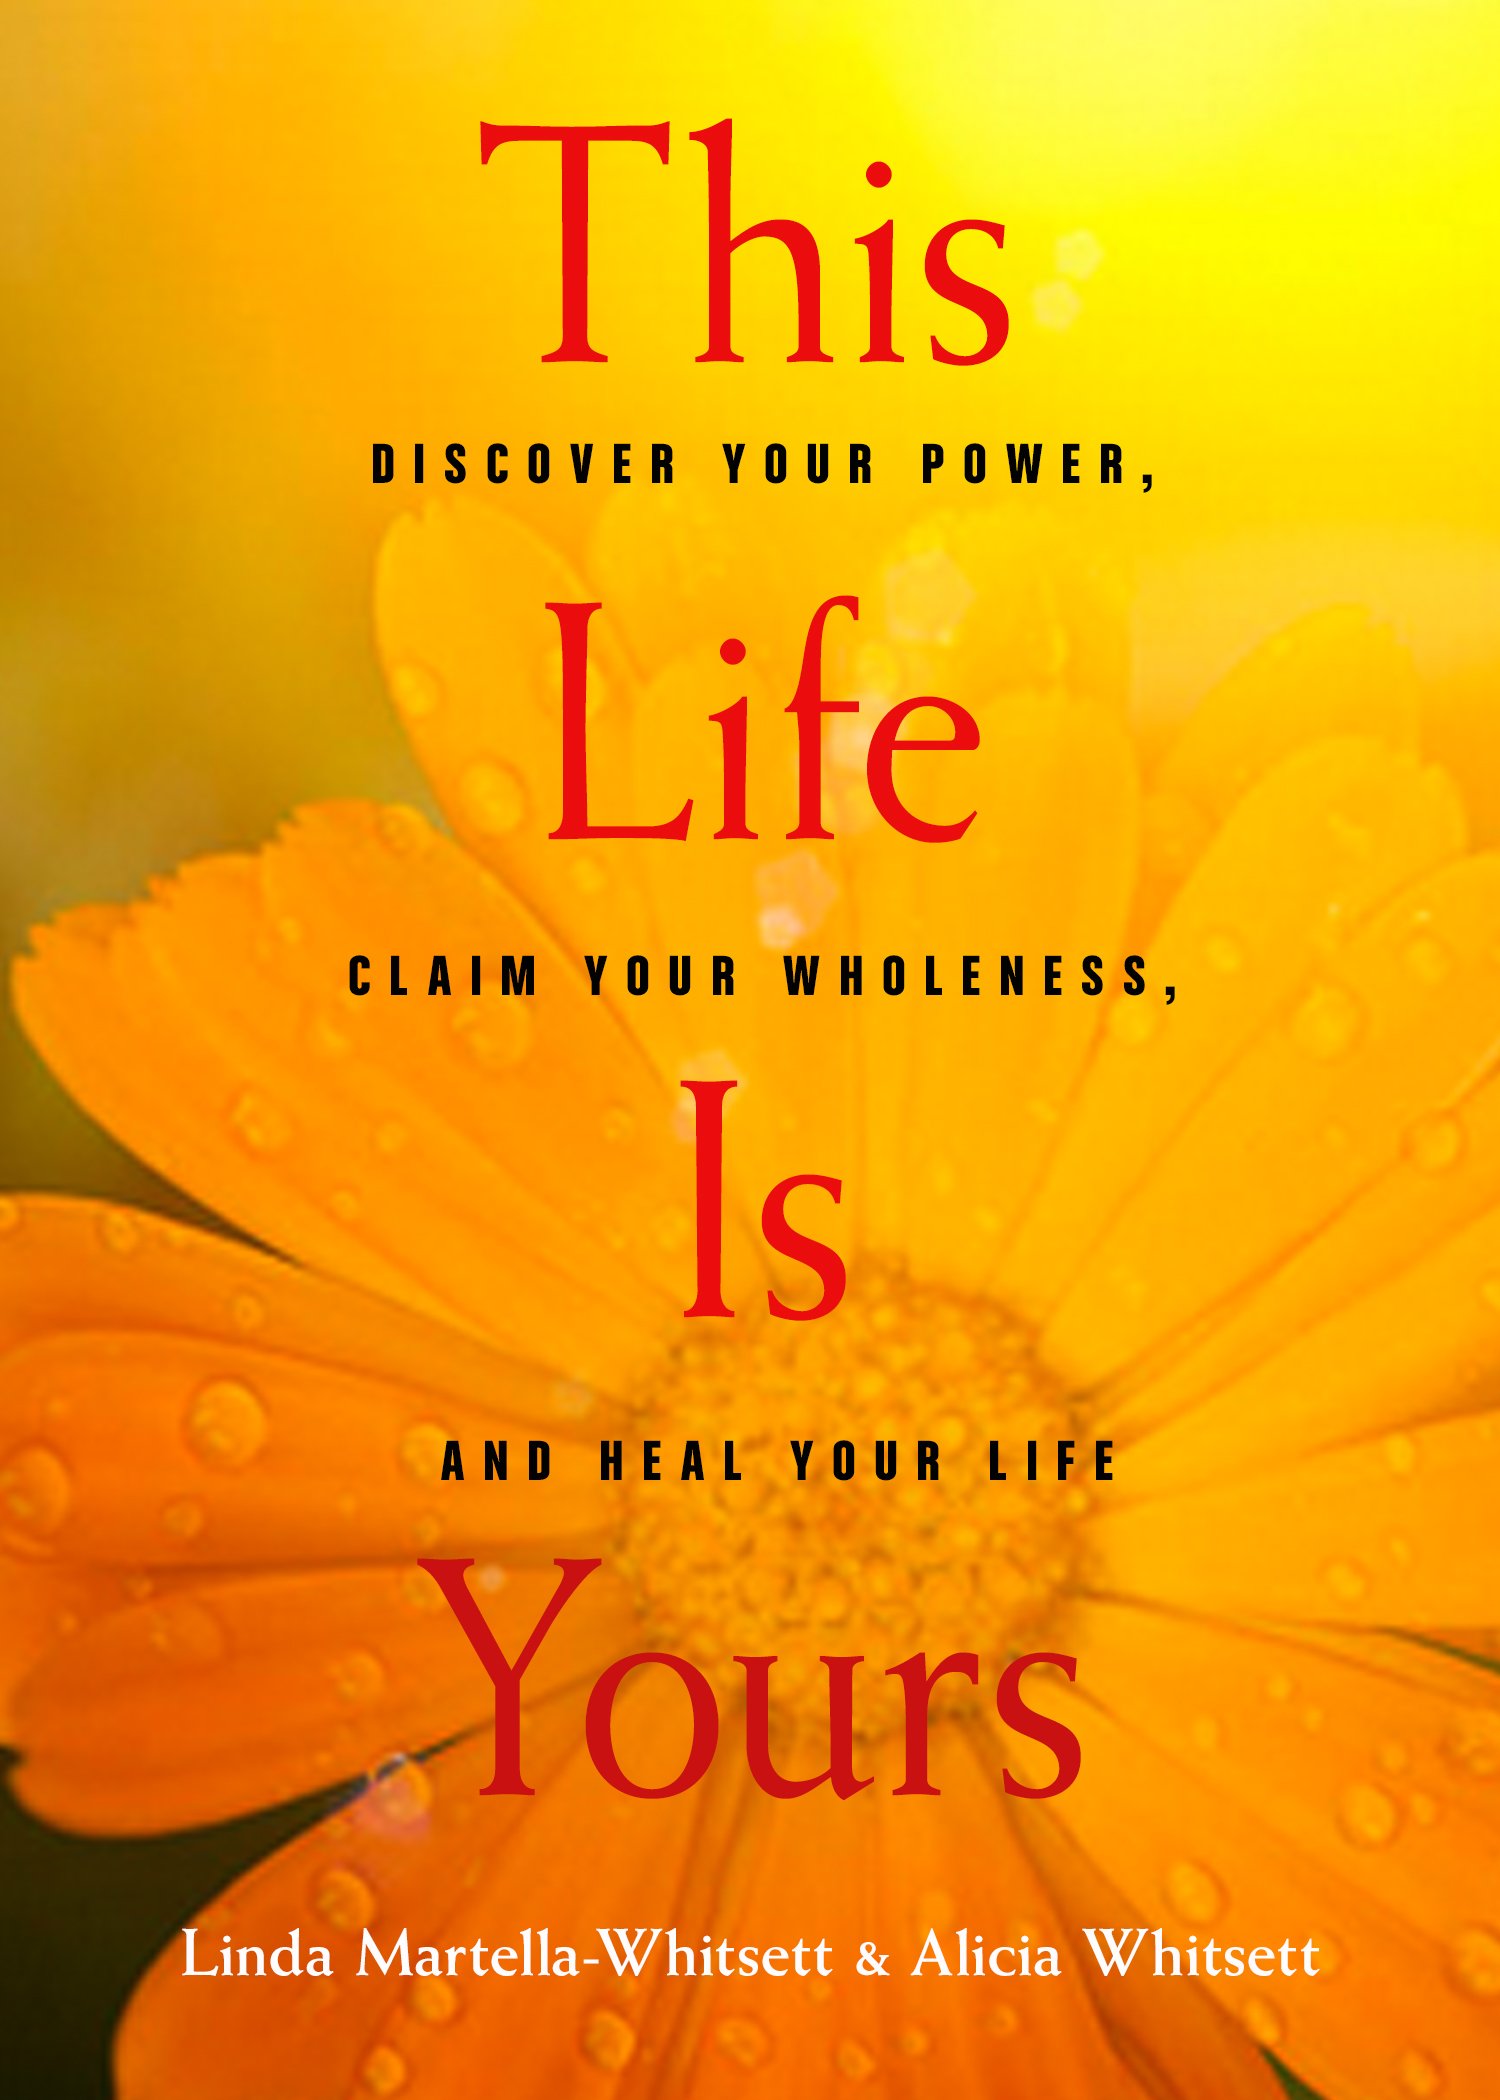 This
DISCOVER YOUR POWER,
Life
CLAIM YOUR WHOLENESS,
Is
AND HEAL YOUR LIFE
Yours
Linda Martella-Whitsett & Alicia Whitsett